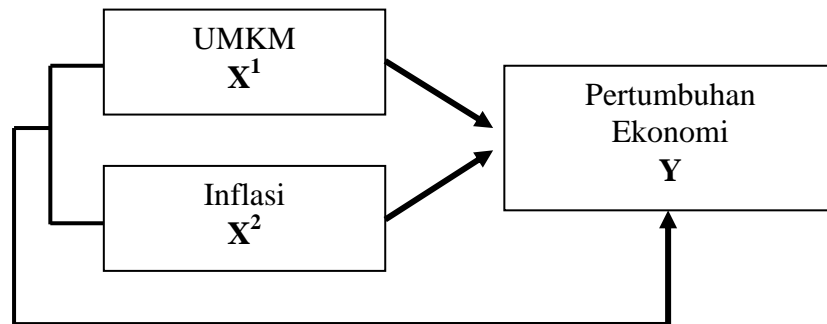 UMKM
X¹
Inflasi
X²
Pertumbuhan
Ekonomi
Y